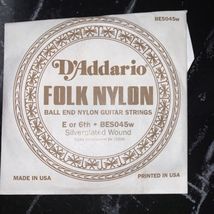 BES045w
D'Addario
FOLK NYLON
BALL END NYLON GUITAR STRINGS
E or 6th • BES045w
Silverplated Wound
MADE IN USA
PRINTED IN USA